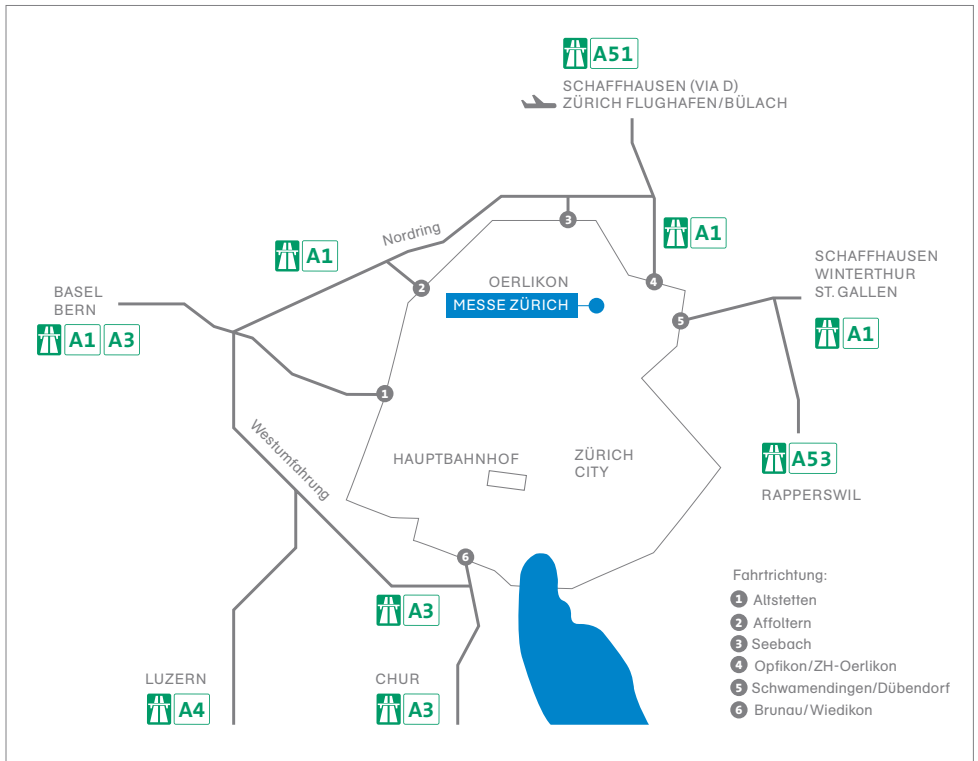 A51
SCHAFFHAUSEN (VIA D)
ZÜRICH FLUGHAFEN/BÜLACH
Nordring
3
A1
A1
SCHAFFHAUSEN
WINTERTHUR
ST. GALLEN
A1
BASEL
BERN
A1 A3
2
OERLIKON
MESSE ZÜRICH
4
5
1
Westumfahrung
HAUPTBAHNHOF
ZÜRICH
CITY
A53
RAPPERSWIL
6
A3
LUZERN
A4
CHUR
A3
Fahrtrichtung:
1 Altstetten
2 Affoltern
3 Seebach
4 Opfikon/ZH-Oerlikon
5 Schwamendingen/Dübendorf
6 Brunau/Wiedikon